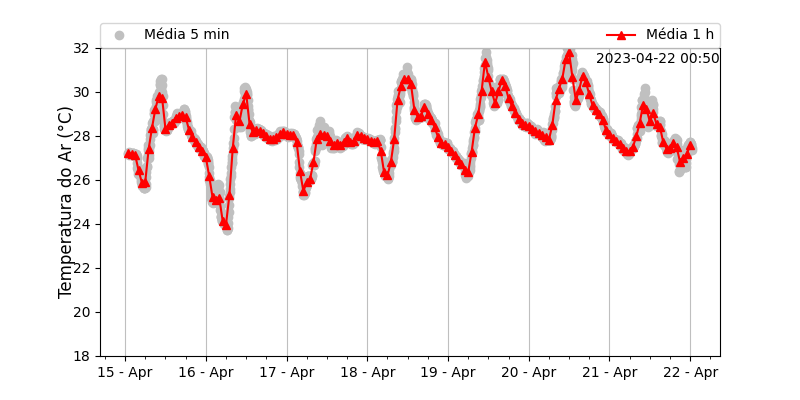 Média 5 min
Média 1 h
2023-04-22 00:50
Temperatura do Ar (°C)
32
30
28
26
24
22
20
18
15 - Apr
16 - Apr
17 - Apr
18 - Apr
19 - Apr
20 - Apr
21 - Apr
22 - Apr